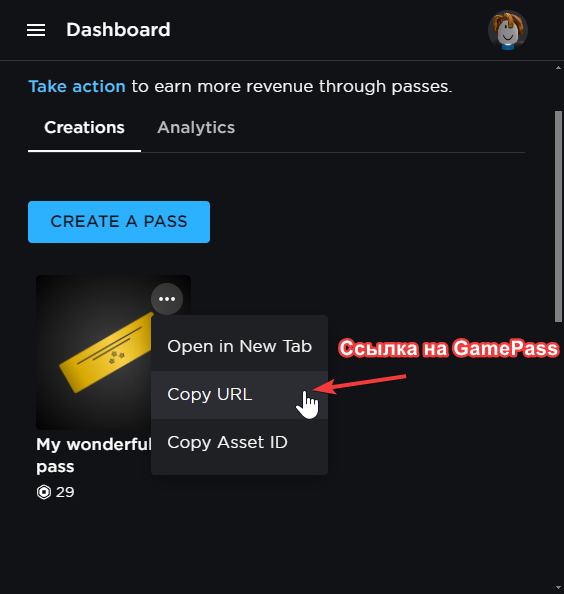 Dashboard
Take action to earn more revenue through passes.
Creations
Analytics
CREATE A PASS
Open in New Tab
Ссылка на GamePass
Copy URL
Copy Asset ID
My wonderful
pass
29